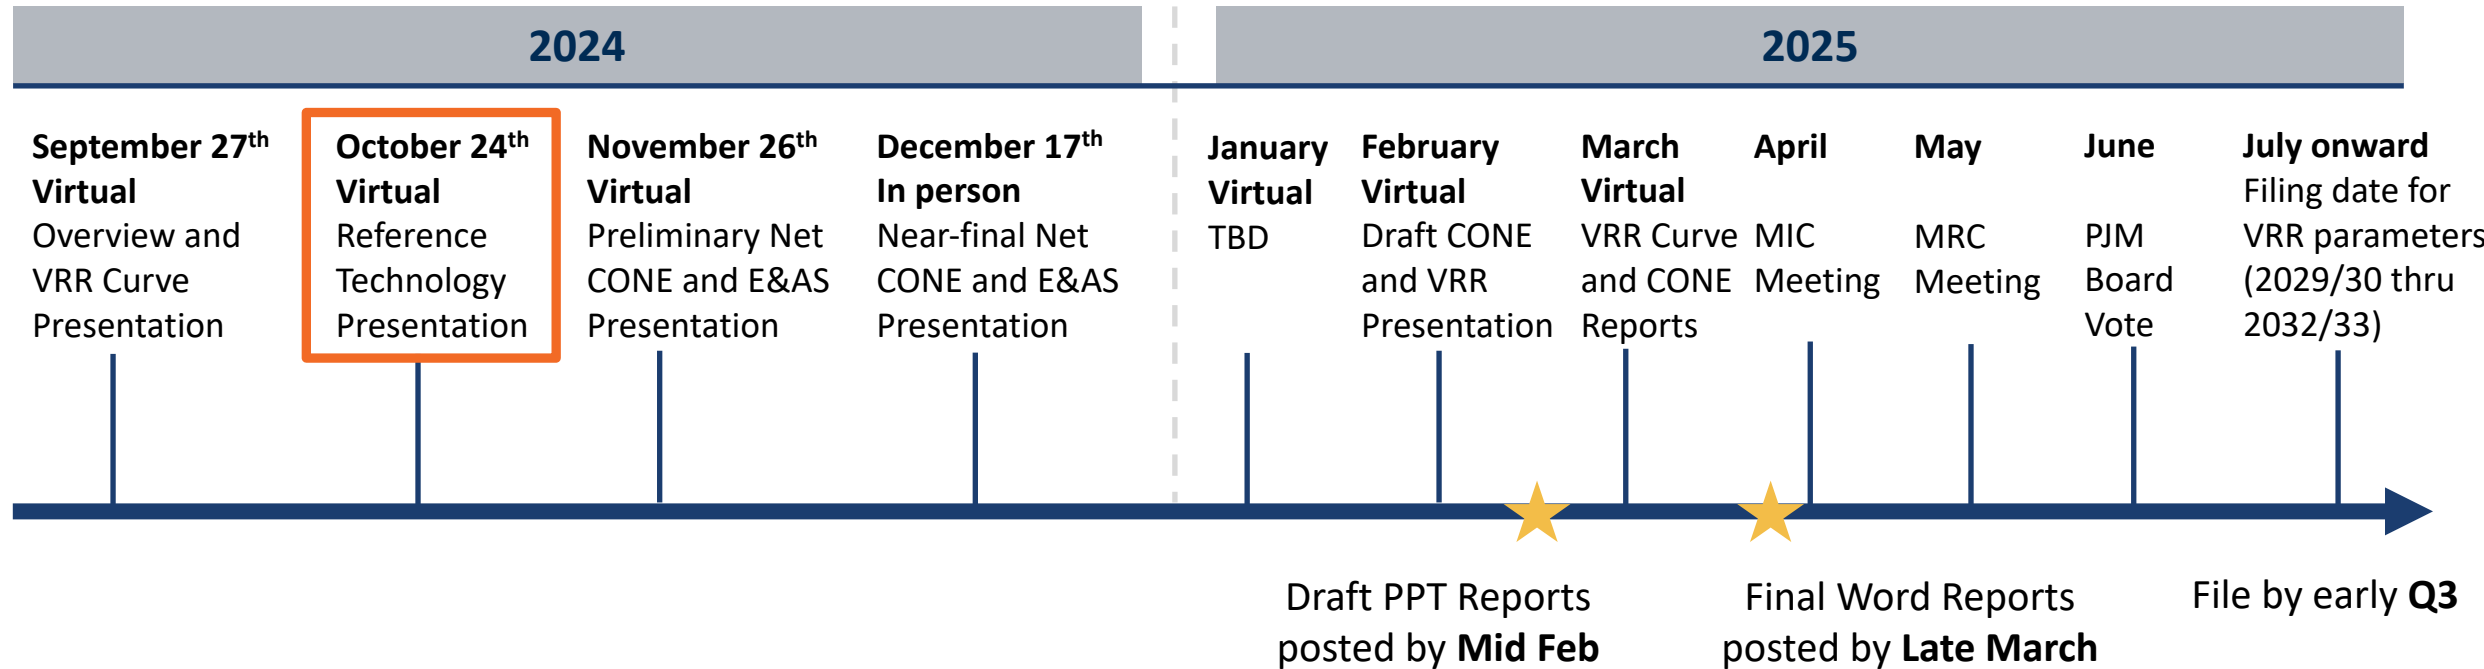 2024
2025
September 27th
Virtual
Overview and
VRR Curve
Presentation
October 24th
Virtual
Reference
Technology
Presentation
November 26th
Virtual
Preliminary Net
CONE and E&AS
Presentation
December 17th
In person
Near-final Net
CONE and E&AS
Presentation
January
Virtual
TBD
February
Virtual
Draft CONE
and VRR
Presentation
March
Virtual
VRR Curve
and CONE
Reports
April
MIC
Meeting
May
MRC
Meeting
June
PJM
Board
Vote
July onward
Filing date for
VRR parameters
(2029/30 thru
2032/33)
Draft PPT Reports
posted by Mid Feb
Final Word Reports
posted by Late March
File by early Q3